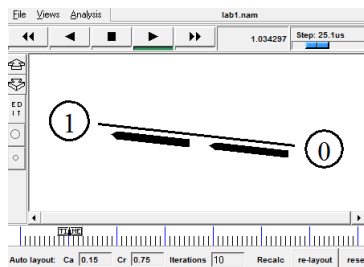 File Views Analysis lab1.nam
1.034297 Step: 25.1us
ED
IT
1
0
TIME
Auto layout: Ca 0.15 Cr 0.75 Iterations 10 Recalc re-layout rese